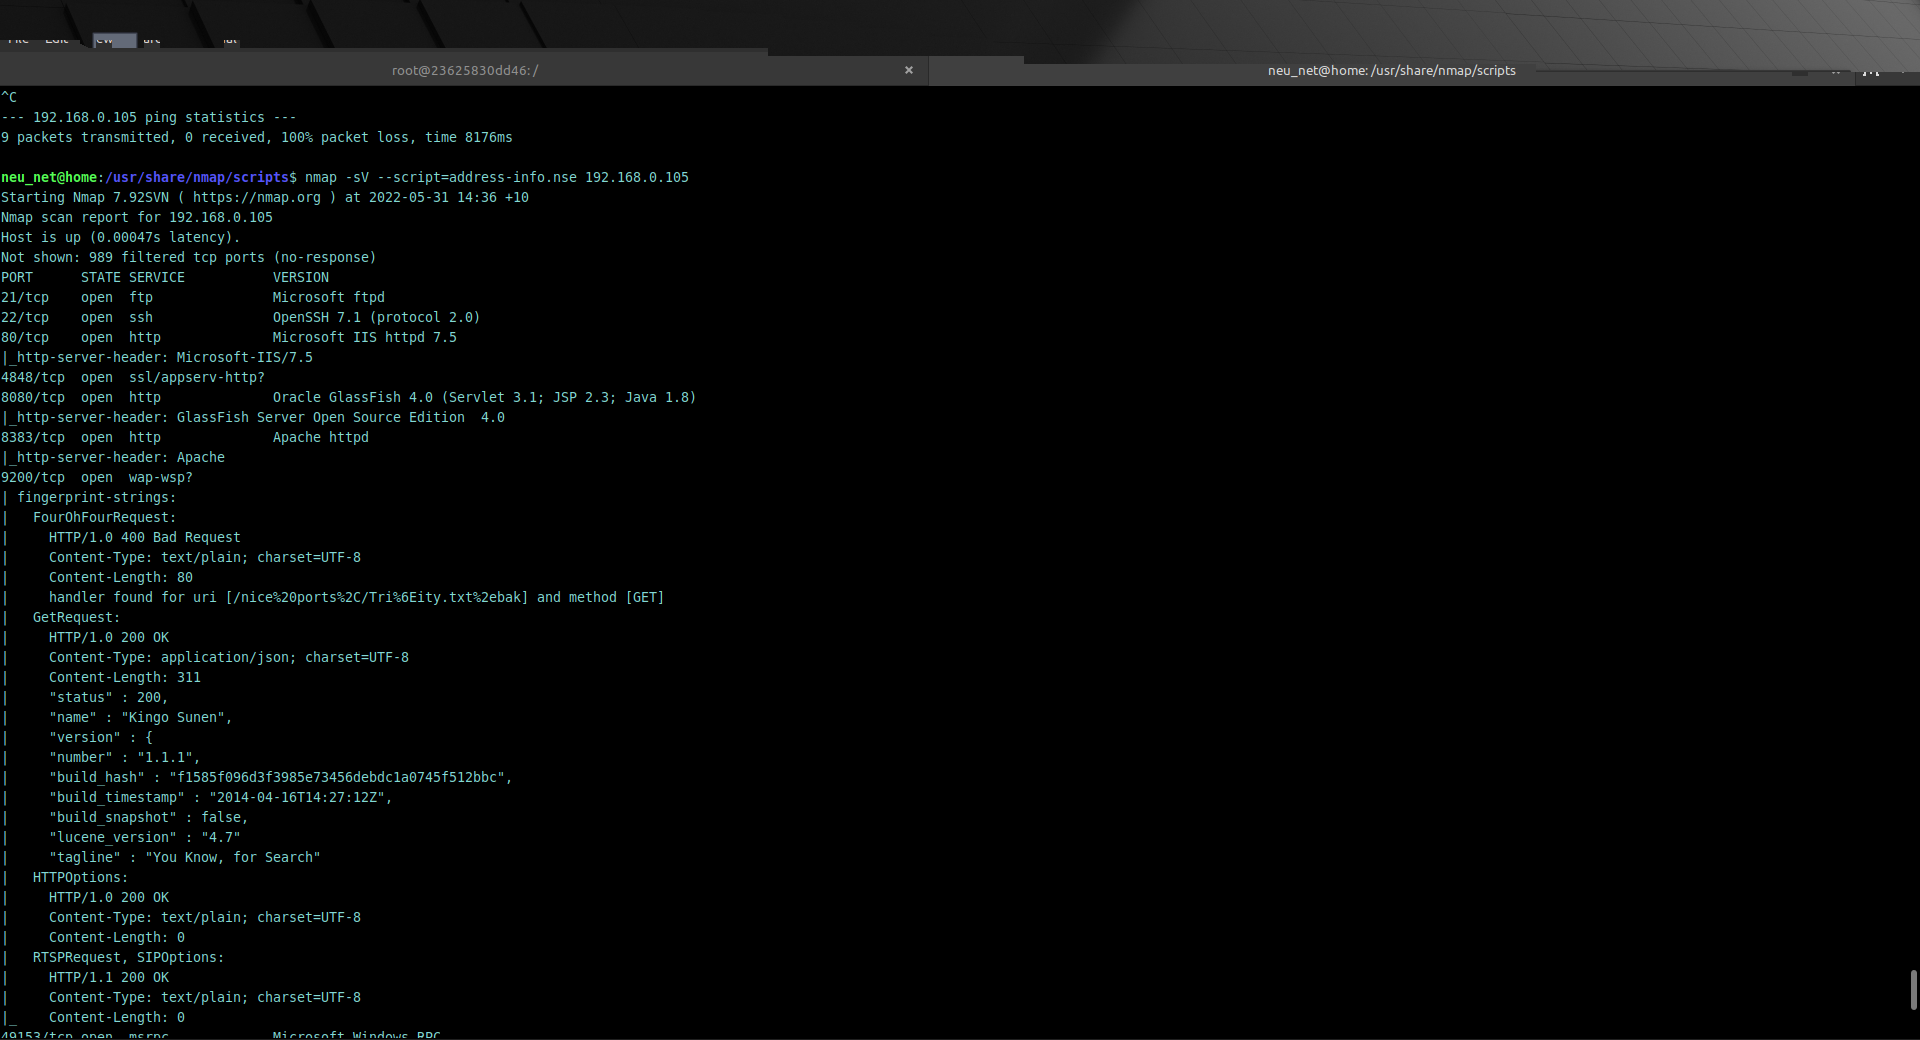 root@23625830dd46: /
neu_net@home: /usr/share/nmap/scripts
^C
--- 192.168.0.105 ping statistics ---
9 packets transmitted, 0 received, 100% packet loss, time 8176ms
neu_net@home:/usr/share/nmap/scripts$ nmap -sV --script=address-info.nse 192.168.0.105
Starting Nmap 7.92SVN ( https://nmap.org ) at 2022-05-31 14:36 +10
Nmap scan report for 192.168.0.105
Host is up (0.00047s latency).
Not shown: 989 filtered tcp ports (no-response)
PORT      STATE SERVICE           VERSION
21/tcp    open  ftp               Microsoft ftpd
22/tcp    open  ssh               OpenSSH 7.1 (protocol 2.0)
80/tcp    open  http              Microsoft IIS httpd 7.5
|_http-server-header: Microsoft-IIS/7.5
4848/tcp  open  ssl/appserv-http?
8080/tcp  open  http              Oracle GlassFish 4.0 (Servlet 3.1; JSP 2.3; Java 1.8)
|_http-server-header: GlassFish Server Open Source Edition  4.0
8383/tcp  open  http              Apache httpd
|_http-server-header: Apache
9200/tcp  open  wap-wsp?
| fingerprint-strings:
|   FourOhFourRequest:
|     HTTP/1.0 400 Bad Request
|     Content-Type: text/plain; charset=UTF-8
|     Content-Length: 80
|     handler found for uri [/nice%20ports%2C/Tri%6Eity.txt%2ebak] and method [GET]
|   GetRequest:
|     HTTP/1.0 200 OK
|     Content-Type: application/json; charset=UTF-8
|     Content-Length: 311
|     "status" : 200,
|     "name" : "Kingo Sunen",
|     "version" : {
|     "number" : "1.1.1",
|     "build_hash" : "f1585f096d3f3985e73456debdc1a0745f512bbc",
|     "build_timestamp" : "2014-04-16T14:27:12Z",
|     "build_snapshot" : false,
|     "lucene_version" : "4.7"
|     "tagline" : "You Know, for Search"
|   HTTPOptions:
|     HTTP/1.0 200 OK
|     Content-Type: text/plain; charset=UTF-8
|     Content-Length: 0
|   RTSPRequest, SIPOptions:
|     HTTP/1.1 200 OK
|     Content-Type: text/plain; charset=UTF-8
|_    Content-Length: 0
49153/tcp open  msrpc             Microsoft Windows RPC